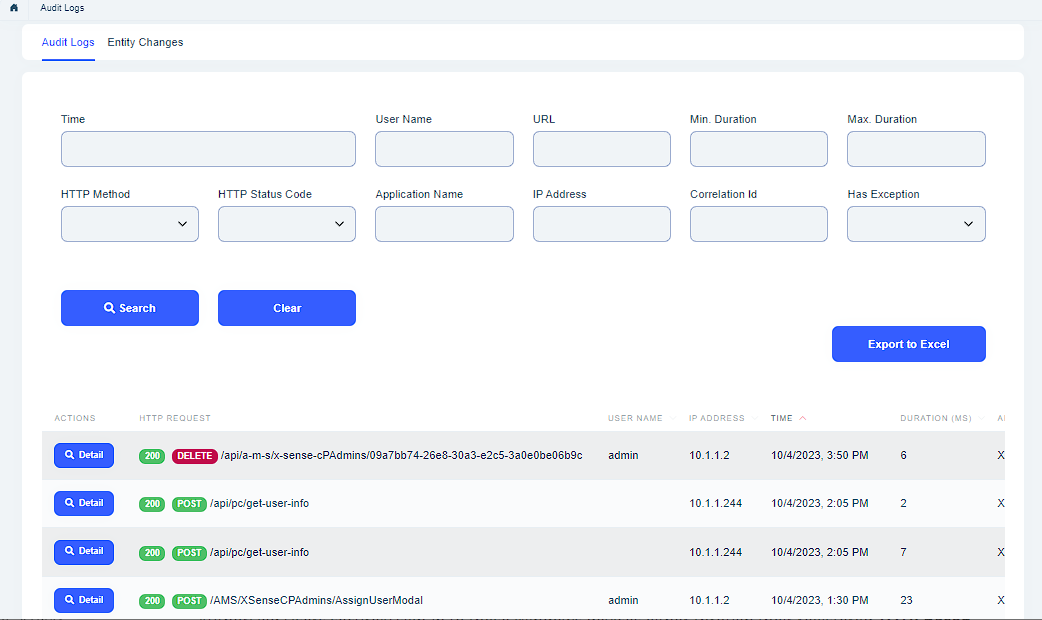 Audit Logs
Audit Logs Entity Changes
Time User Name URL Min. Duration Max. Duration
HTTP Method HTTP Status Code Application Name IP Address Correlation Id Has Exception
Search Clear
Export to Excel
ACTIONS HTTP REQUEST USER NAME IP ADDRESS TIME DURATION (MS)
Detail 200 DELETE /api/a-m-s/x-sense-cPAdmins/09a7bb74-26e8-30a3-e2c5-3a0e0be06b9c admin 10.1.1.2 10/4/2023, 3:50 PM 6 X
Detail 200 POST /api/pc/get-user-info 10.1.1.244 10/4/2023, 2:05 PM 2 X
Detail 200 POST /api/pc/get-user-info 10.1.1.244 10/4/2023, 2:05 PM 7 X
Detail 200 POST /AMS/XSenseCPAdmins/AssignUserModal admin 10.1.1.2 10/4/2023, 1:30 PM 23 X